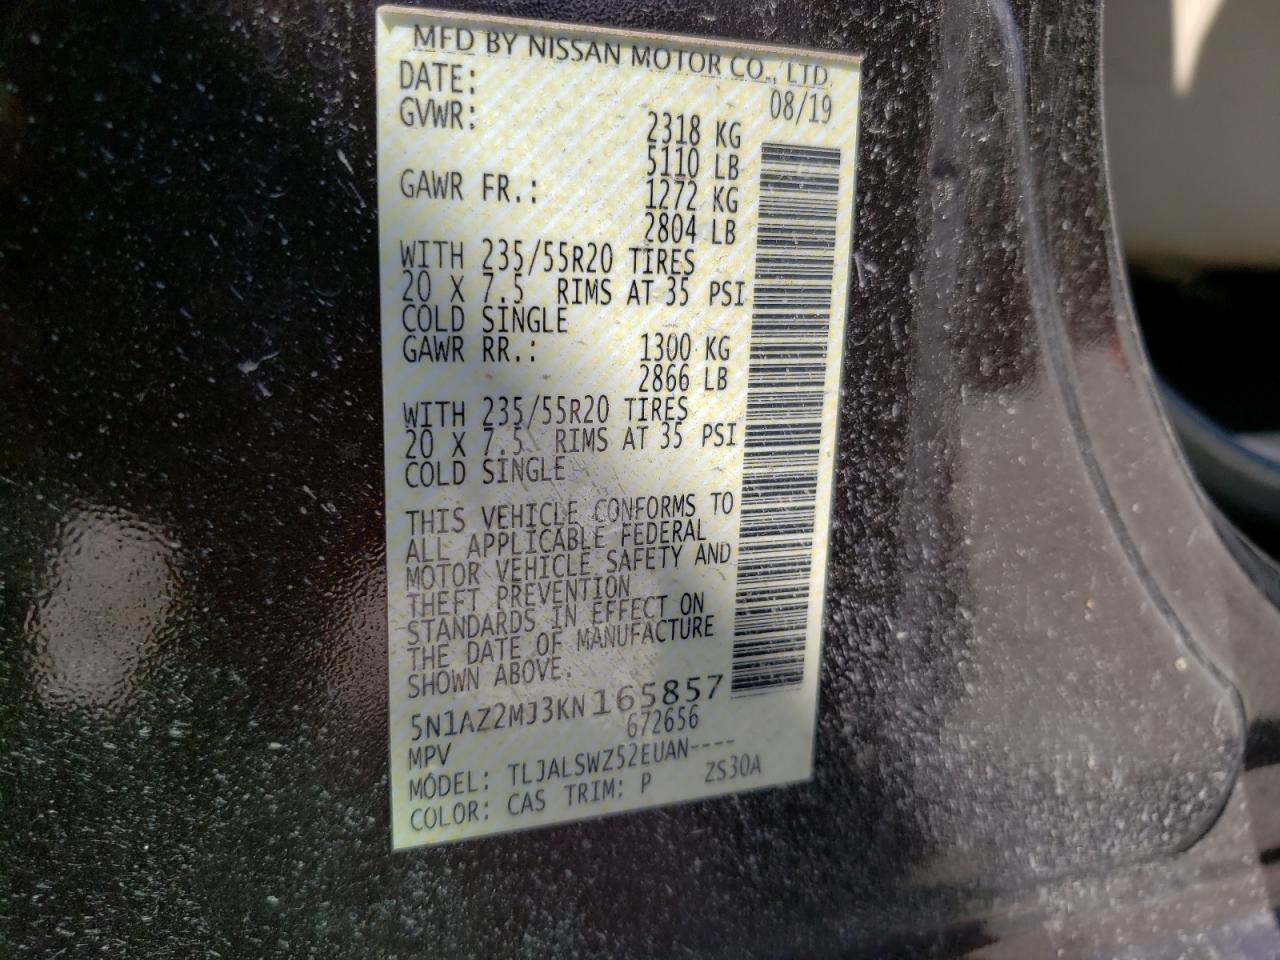 MFD BY NISSAN MOTOR CO., LTD.
DATE: 08/19
GVWR: 2318 KG
5110 LB
GAWR FR.: 1272 KG
2804 LB
WITH 235/55R20 TIRES
20 X 7.5 RIMS AT 35 PSI
COLD SINGLE
GAWR RR.: 1300 KG
2866 LB
WITH 235/55R20 TIRES
20 X 7.5 RIMS AT 35 PSI
COLD SINGLE
THIS VEHICLE CONFORMS TO
ALL APPLICABLE FEDERAL
MOTOR VEHICLE SAFETY AND
THEFT PREVENTION
STANDARDS IN EFFECT ON
THE DATE OF MANUFACTURE
SHOWN ABOVE.
5N1AZ2MJ3KN165857
672656
MPV
MODEL: TLJALSWZ52EUAN----
COLOR: CAS TRIM: P ZS30A